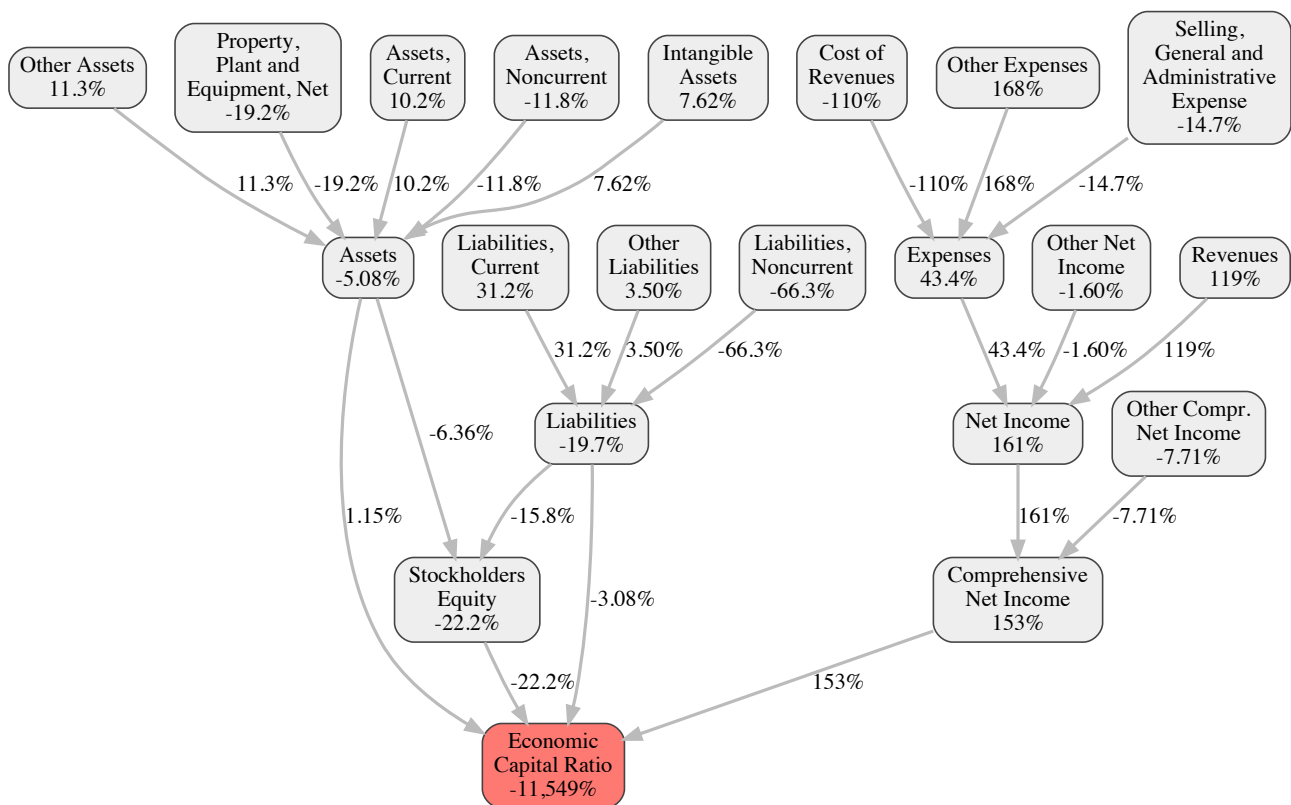 Other Assets
11.3%
Property,
Plant and
Equipment, Net
-19.2%
Assets,
Current
10.2%
Assets,
Noncurrent
-11.8%
Intangible
Assets
7.62%
Cost of
Revenues
-110%
Other Expenses
168%
Selling,
General and
Administrative
Expense
-14.7%
11.3%
-19.2%
10.2%
-11.8%
7.62%
-110%
168%
-14.7%
Assets
-5.08%
Liabilities,
Current
31.2%
Other
Liabilities
3.50%
Liabilities,
Noncurrent
-66.3%
Expenses
43.4%
Other Net
Income
-1.60%
Revenues
119%
31.2%
3.50%
-66.3%
43.4%
-1.60%
119%
-6.36%
Liabilities
-19.7%
Net Income
161%
Other Compr.
Net Income
-7.71%
1.15%
-15.8%
161%
-7.71%
Stockholders
Equity
-22.2%
-3.08%
Comprehensive
Net Income
153%
-22.2%
153%
Economic
Capital Ratio
-11,549%